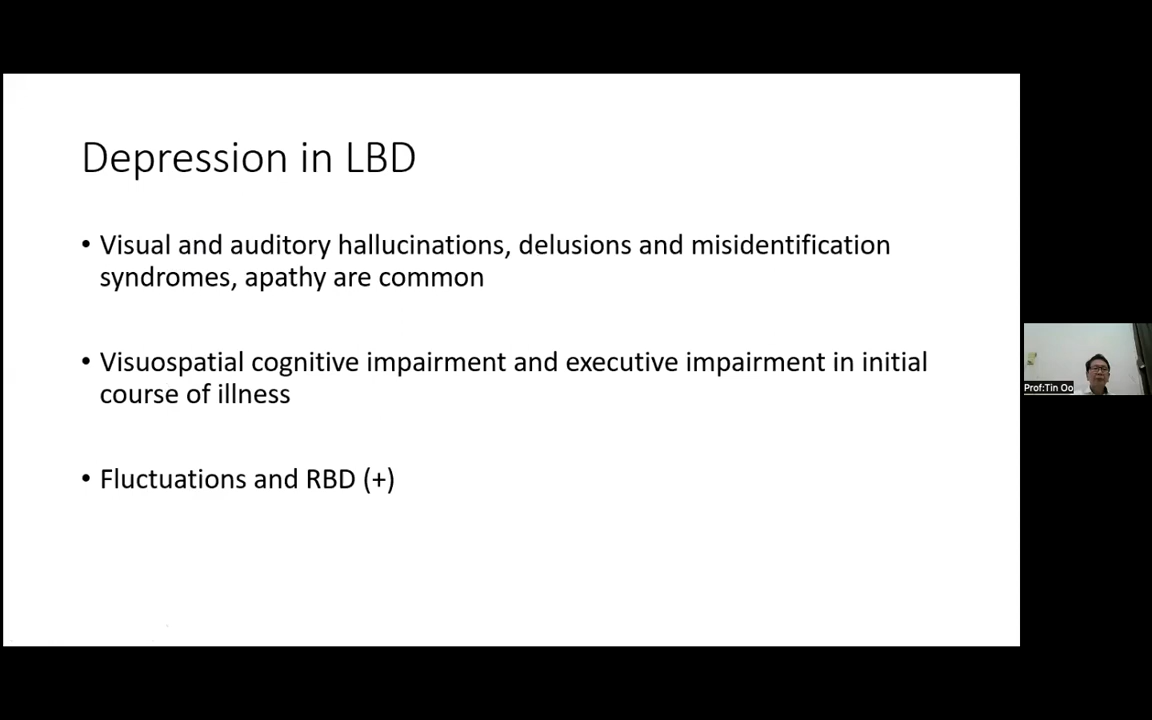 Depression in LBD
• Visual and auditory hallucinations, delusions and misidentification
syndromes, apathy are common
• Visuospatial cognitive impairment and executive impairment in initial
course of illness
• Fluctuations and RBD (+)
Prof:Tin Oo